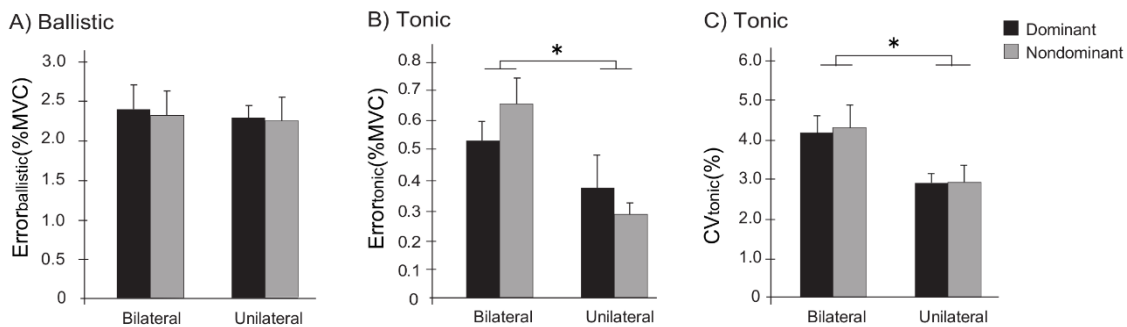 A) Ballistic
Errorballistic(%MVC)
3.0
2.5
2.0
1.5
1.0
0.5
0
Bilateral
Unilateral
B) Tonic
Errortonic(%MVC)
0.8
0.7
0.6
0.5
0.4
0.3
0.2
0.1
0
*
Bilateral
Unilateral
C) Tonic
CVtonic(%)
6.0
5.0
4.0
3.0
2.0
1.0
0
*
Bilateral
Unilateral
Dominant
Nondominant